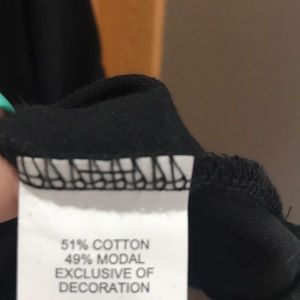 51% COTTON
49% MODAL
EXCLUSIVE OF
DECORATION